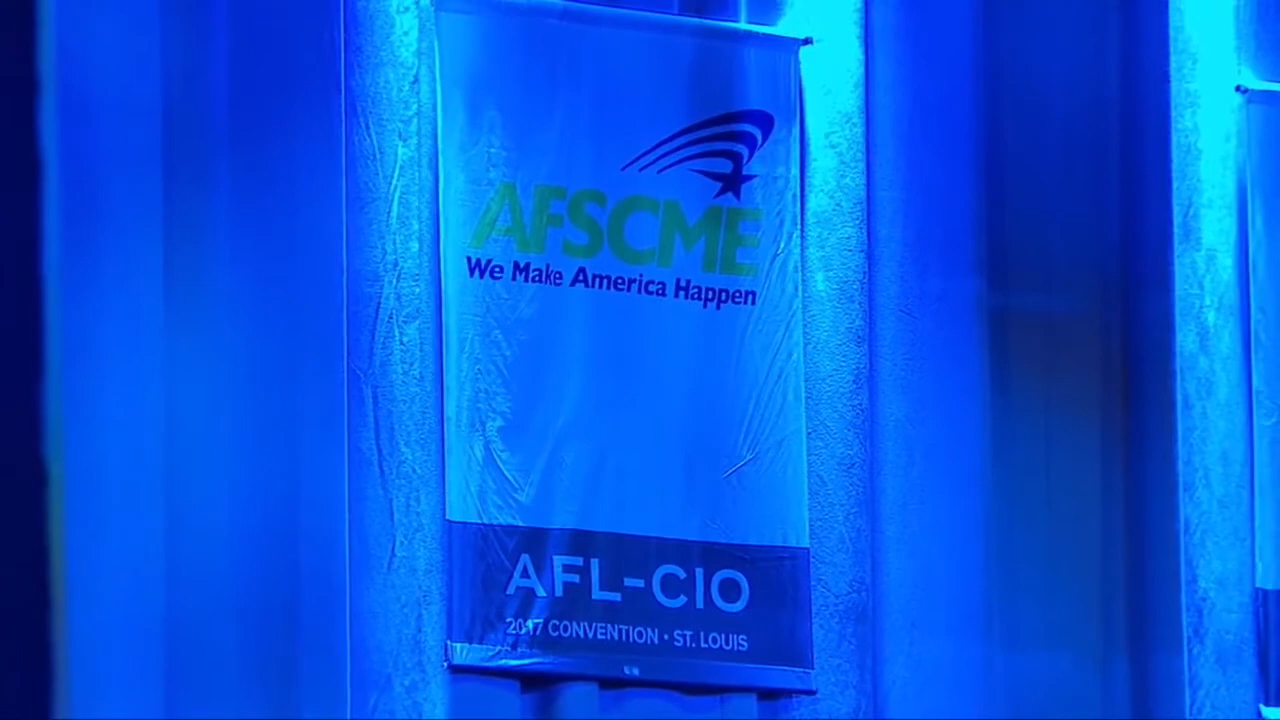 AFSCME
We Make America Happen
AFL-CIO
2017 CONVENTION • ST. LOUIS